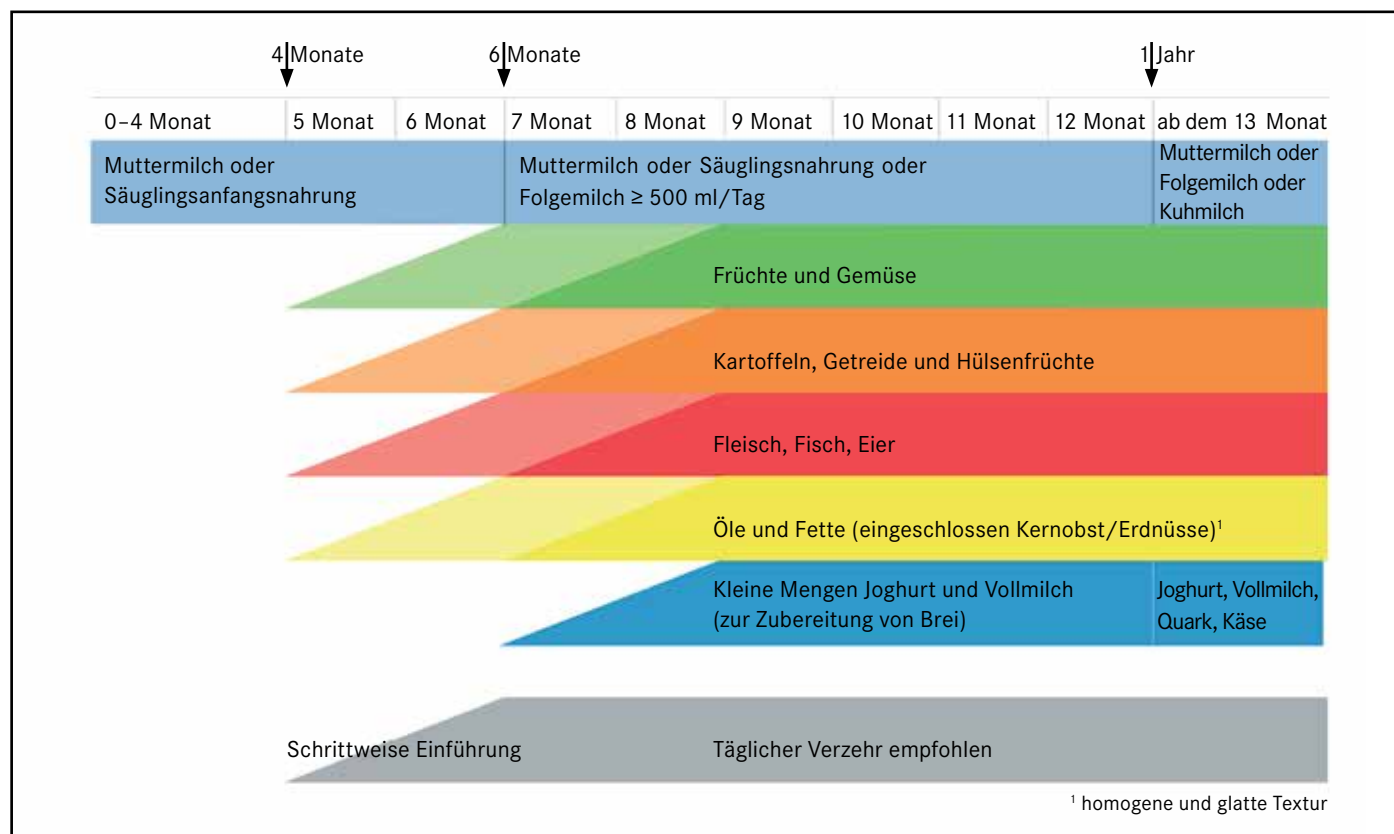 4 Monate 6 Monate 1 Jahr
0–4 Monat 5 Monat 6 Monat 7 Monat 8 Monat 9 Monat 10 Monat 11 Monat 12 Monat ab dem 13 Monat
Muttermilch oder
Säuglingsanfangsnahrung
Muttermilch oder Säuglingsnahrung oder
Folgemilch ≥ 500 ml/Tag
Muttermilch oder
Folgemilch oder
Kuhmilch
Früchte und Gemüse
Kartoffeln, Getreide und Hülsenfrüchte
Fleisch, Fisch, Eier
Öle und Fette (eingeschlossen Kernobst/Erdnüsse)¹
Kleine Mengen Joghurt und Vollmilch
(zur Zubereitung von Brei)
Joghurt, Vollmilch,
Quark, Käse
Schrittweise Einführung Täglicher Verzehr empfohlen
¹ homogene und glatte Textur